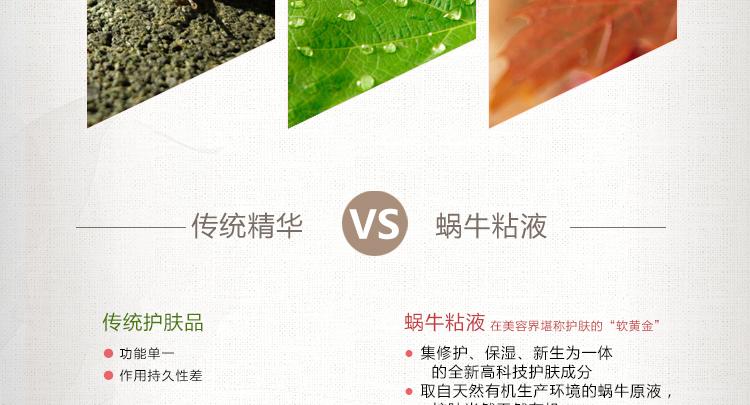 传统精华 VS 蜗牛粘液
传统护肤品
功能单一
作用持久性差
蜗牛粘液 在美容界堪称护肤的“软黄金”
集修护、保湿、新生为一体
的全新高科技护肤成分
取自天然有机生产环境的蜗牛原液，